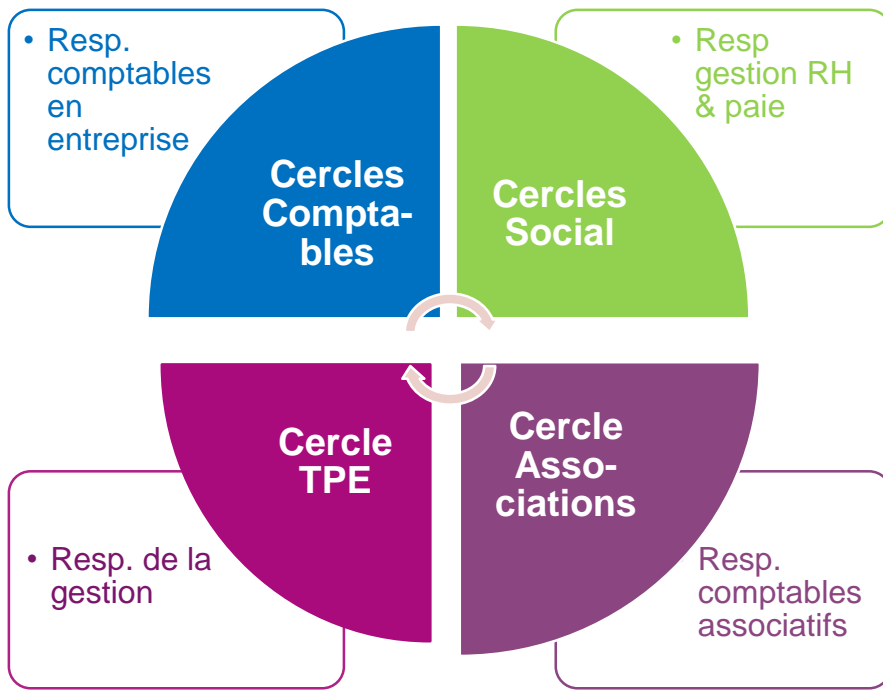 • Resp.
comptables
en
entreprise
Cercles
Compta-
bles
• Resp
gestion RH
& paie
Cercles
Social
Cercle
TPE
• Resp. de la
gestion
Cercle
Asso-
ciations
Resp.
comptables
associatifs